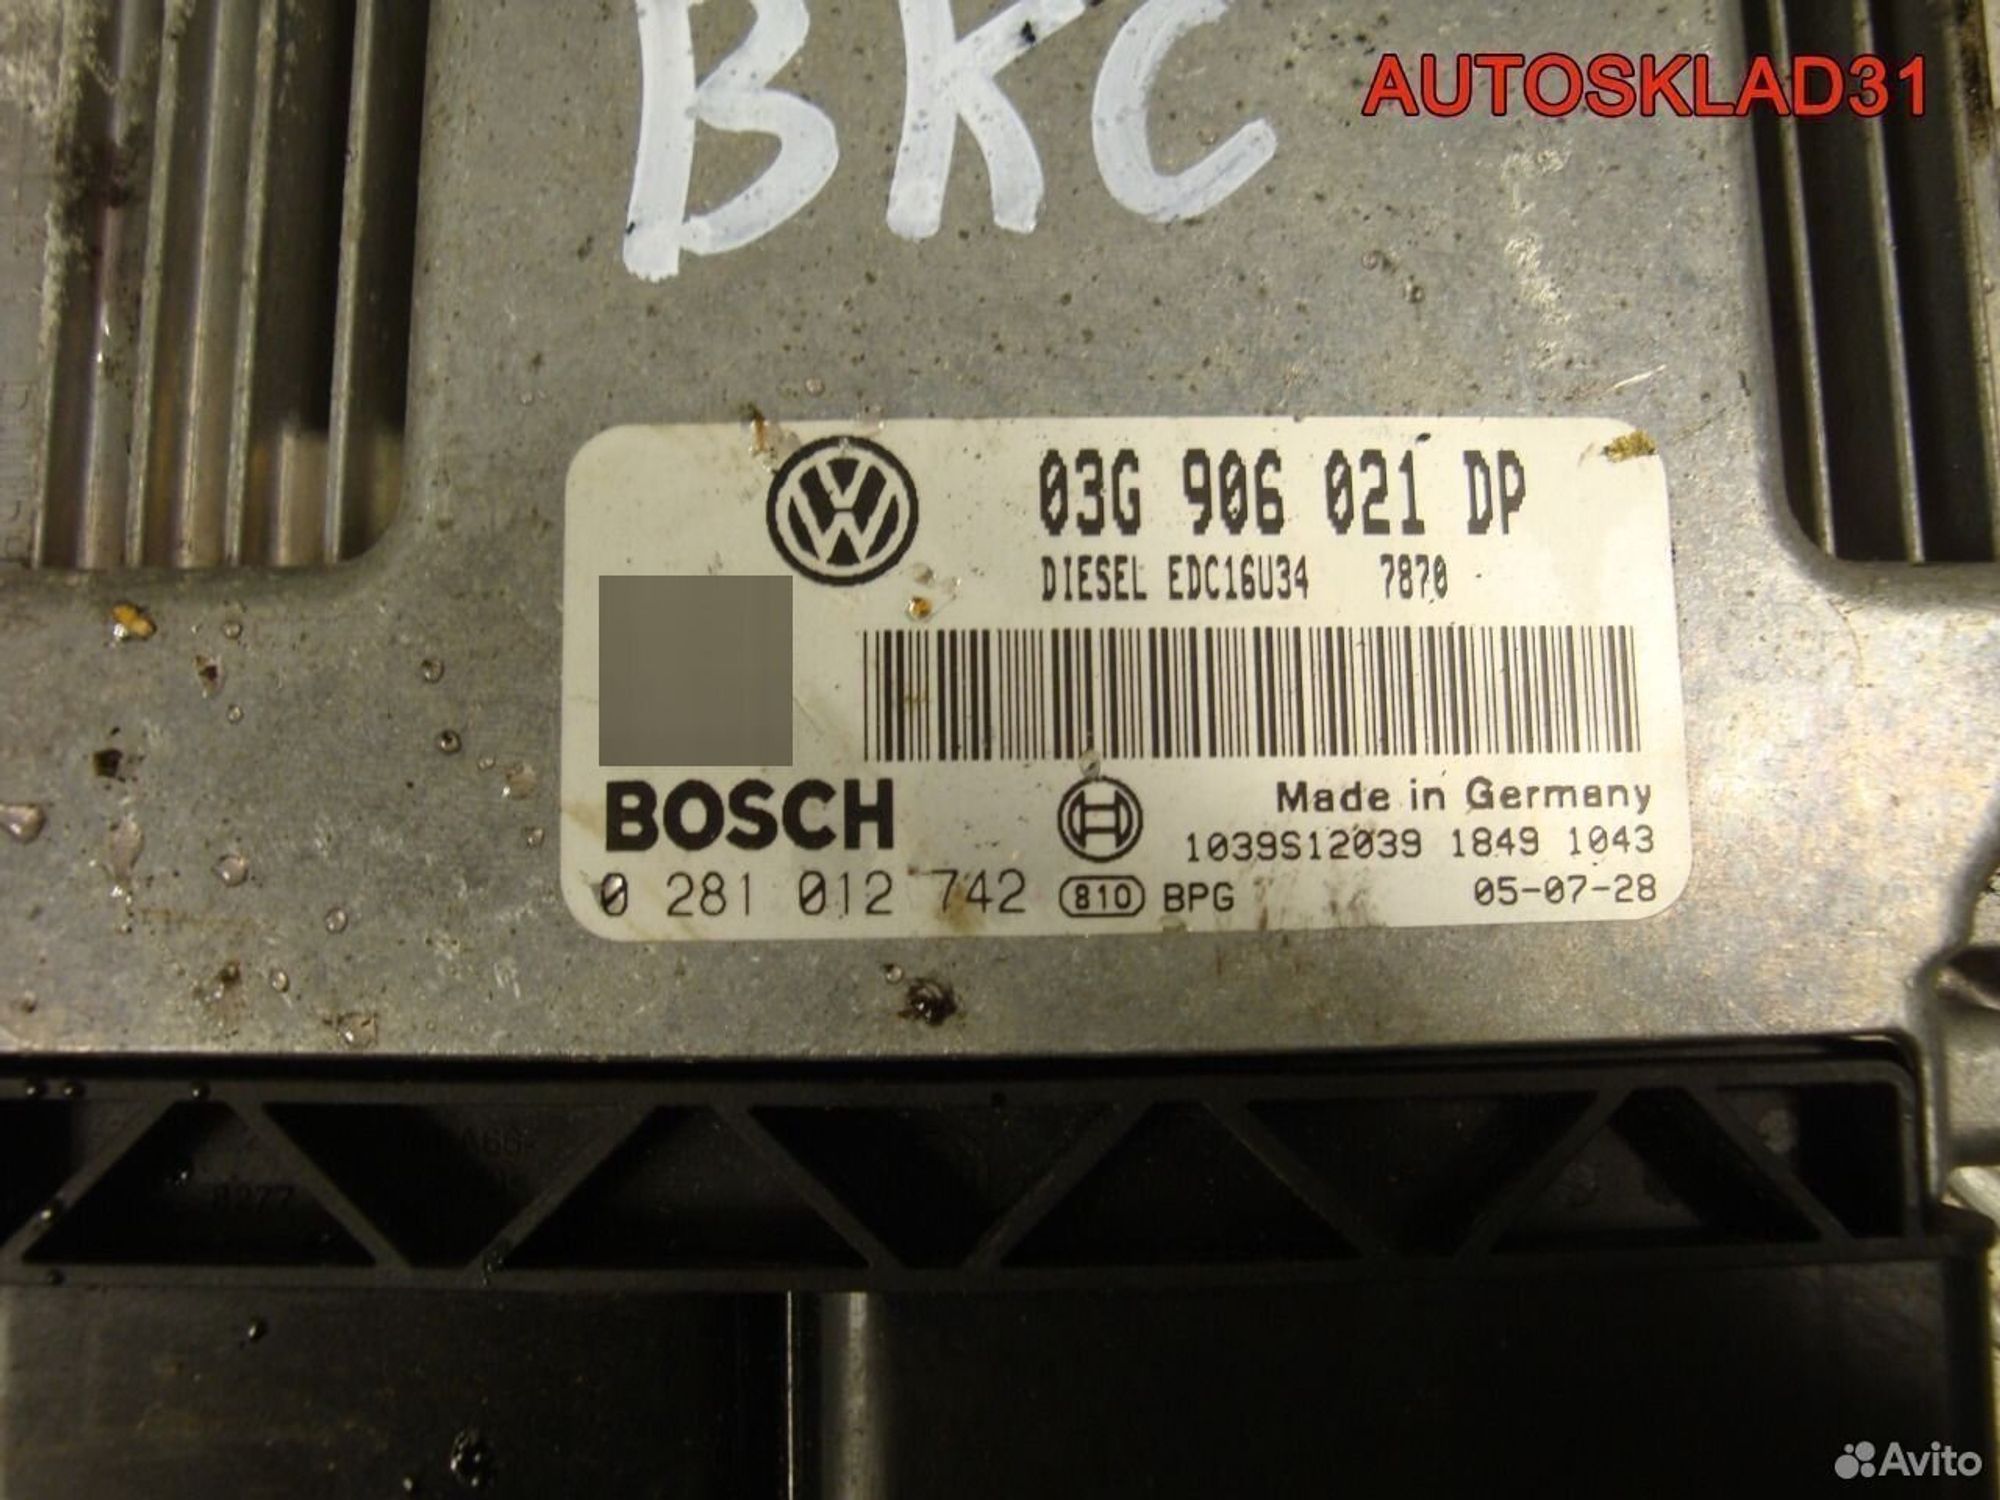 BKC
AUTOSKLAD31
03G 906 021 DP
DIESEL EDC16U34 7870
BOSCH
Made in Germany
1039S12039 1849 1043
0 281 012 742 810 BPG 05-07-28
8277
Avito